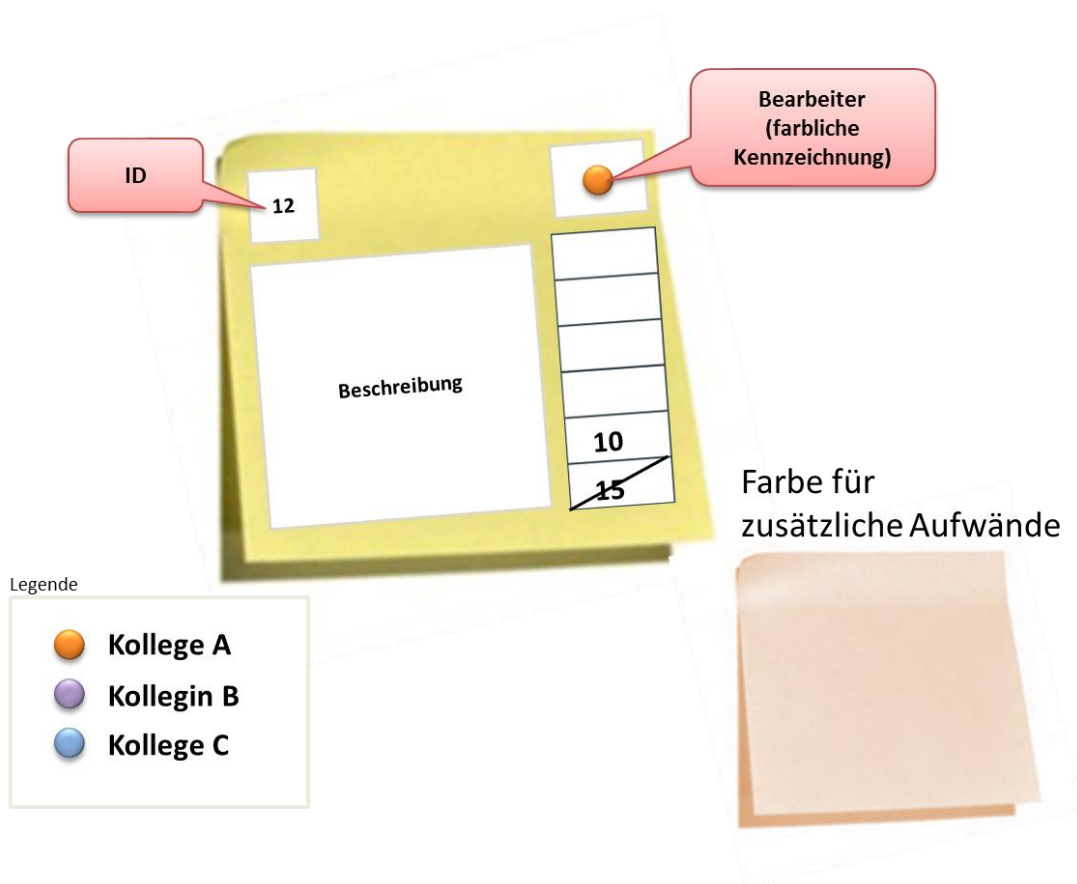 Bearbeiter
(farbliche
Kennzeichnung)
ID
12
Beschreibung
10
15
Farbe für
zusätzliche Aufwände
Legende
Kollege A
Kollegin B
Kollege C